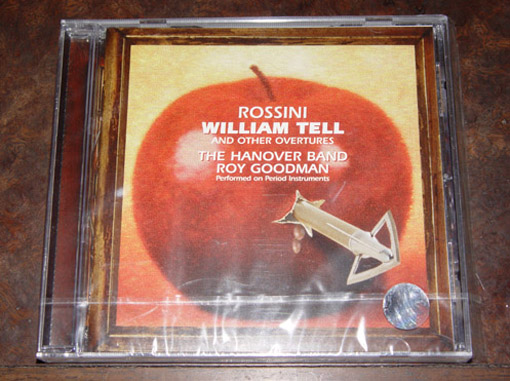 ROSSINI
WILLIAM TELL
AND OTHER OVERTURES
THE HANOVER BAND
ROY GOODMAN
Performed on Period Instruments